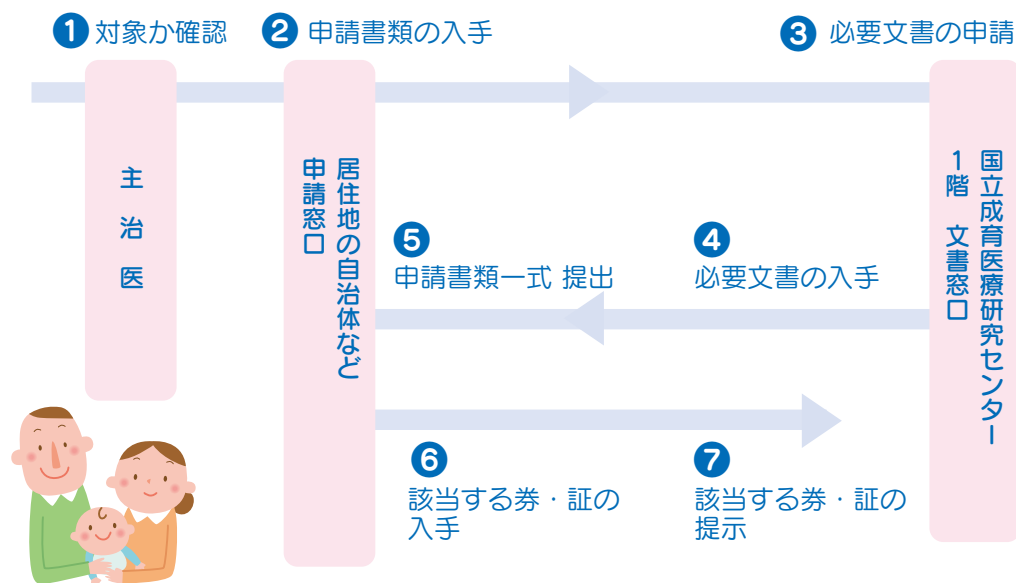 ❶ 対象か確認
❷ 申請書類の入手
❸ 必要文書の申請
主治医
居住地の自治体など
申請窓口
国立成育医療研究センター
1階 文書窓口
❺
申請書類一式 提出
❹
必要文書の入手
❻
該当する券・証の
入手
❼
該当する券・証の
提示